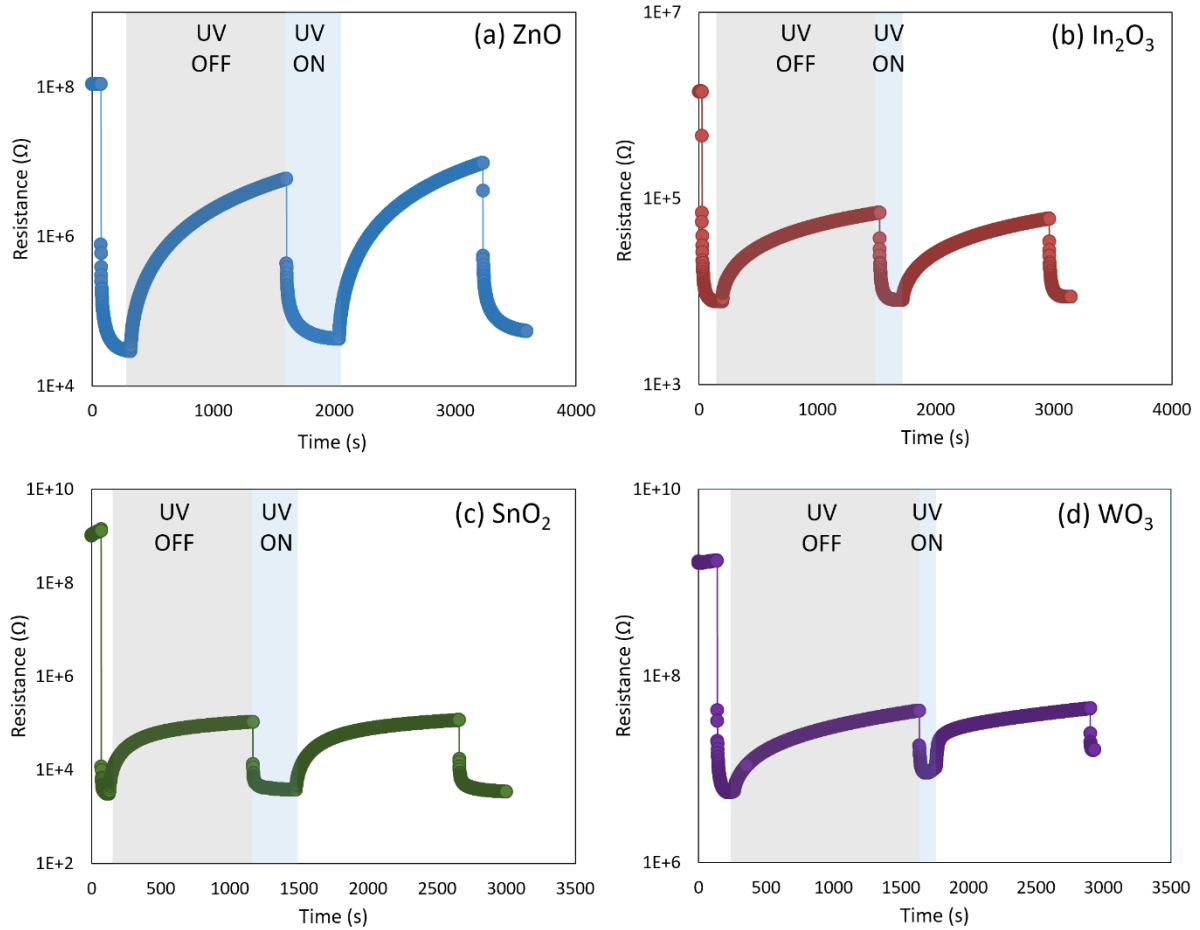 UV
OFF
UV
ON
(a) ZnO
1E+8
1E+6
1E+4
Resistance (Ω)
0
1000
2000
3000
4000
Time (s)
UV
OFF
UV
ON
(b) In₂O₃
1E+7
1E+5
1E+3
Resistance (Ω)
0
1000
2000
3000
4000
Time (s)
UV
OFF
UV
ON
(c) SnO₂
1E+10
1E+8
1E+6
1E+4
1E+2
Resistance (Ω)
0
500
1000
1500
2000
2500
3000
3500
Time (s)
UV
OFF
UV
ON
(d) WO₃
1E+10
1E+8
1E+6
Resistance (Ω)
0
500
1000
1500
2000
2500
3000
3500
Time (s)